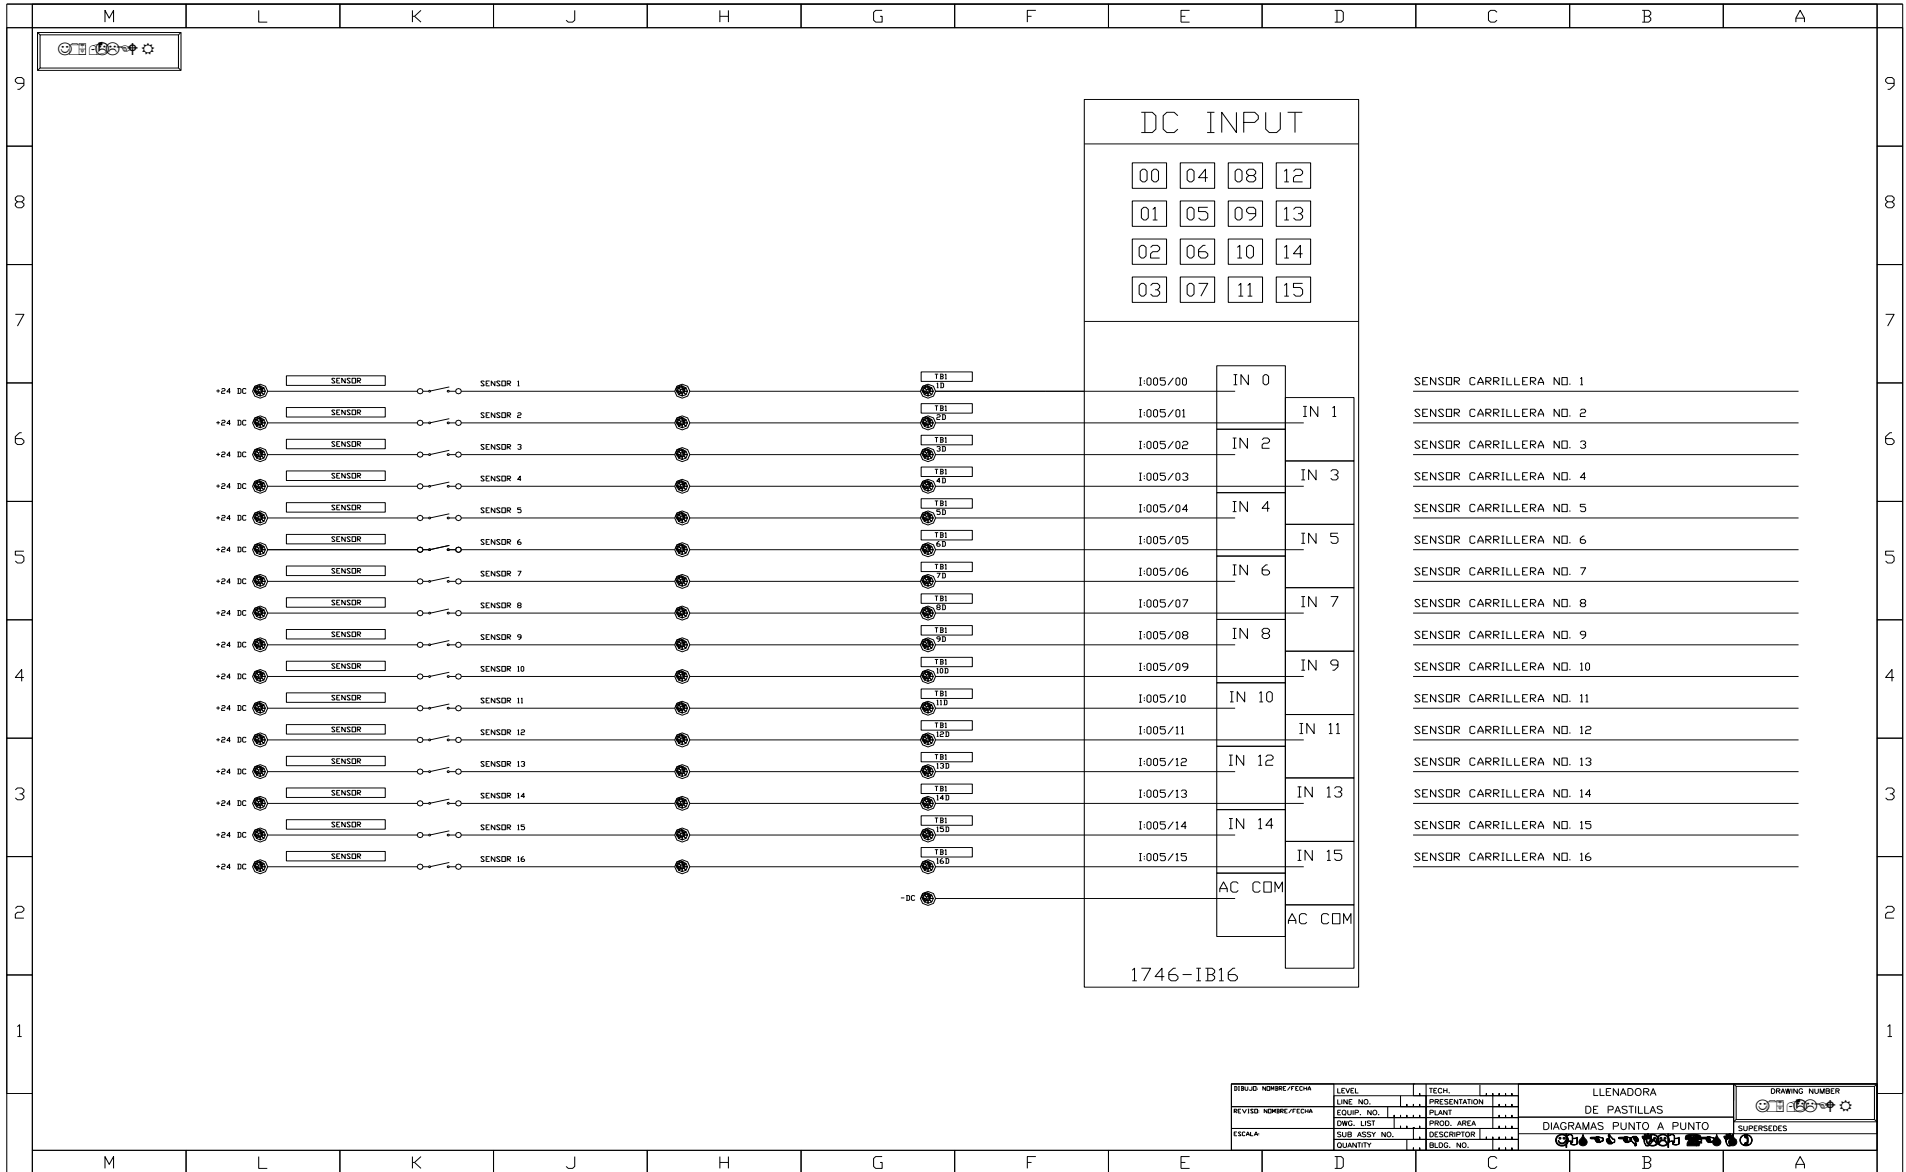 M L K J H G F E D C B A
9 9
DC INPUT
00 04 08 12
8 8
01 05 09 13
02 06 10 14
03 07 11 15
7 7
+24 DC SENSOR SENSOR 1 TB1 1D I:005/00 IN 0 SENSOR CARRILLERA NO. 1
+24 DC SENSOR SENSOR 2 TB1 2D I:005/01 IN 1 SENSOR CARRILLERA NO. 2
6 6
+24 DC SENSOR SENSOR 3 TB1 3D I:005/02 IN 2 SENSOR CARRILLERA NO. 3
+24 DC SENSOR SENSOR 4 TB1 4D I:005/03 IN 3 SENSOR CARRILLERA NO. 4
+24 DC SENSOR SENSOR 5 TB1 5D I:005/04 IN 4 SENSOR CARRILLERA NO. 5
+24 DC SENSOR SENSOR 6 TB1 6D I:005/05 IN 5 SENSOR CARRILLERA NO. 6
5 5
+24 DC SENSOR SENSOR 7 TB1 7D I:005/06 IN 6 SENSOR CARRILLERA NO. 7
+24 DC SENSOR SENSOR 8 TB1 8D I:005/07 IN 7 SENSOR CARRILLERA NO. 8
+24 DC SENSOR SENSOR 9 TB1 9D I:005/08 IN 8 SENSOR CARRILLERA NO. 9
+24 DC SENSOR SENSOR 10 TB1 10D I:005/09 IN 9 SENSOR CARRILLERA NO. 10
4 4
+24 DC SENSOR SENSOR 11 TB1 11D I:005/10 IN 10 SENSOR CARRILLERA NO. 11
+24 DC SENSOR SENSOR 12 TB1 12D I:005/11 IN 11 SENSOR CARRILLERA NO. 12
+24 DC SENSOR SENSOR 13 TB1 13D I:005/12 IN 12 SENSOR CARRILLERA NO. 13
+24 DC SENSOR SENSOR 14 TB1 14D I:005/13 IN 13 SENSOR CARRILLERA NO. 14
3 3
+24 DC SENSOR SENSOR 15 TB1 15D I:005/14 IN 14 SENSOR CARRILLERA NO. 15
+24 DC SENSOR SENSOR 16 TB1 16D I:005/15 IN 15 SENSOR CARRILLERA NO. 16
-DC AC COM
2 2
AC COM
1746-IB16
1 1
DIBUJO: NOMBRE/FECHA LEVEL TECH. LLENADORA DRAWING NUMBER
LINE NO. PRESENTATION
REVISO NOMBRE/FECHA EQUIP. NO. PLANT DE PASTILLAS
DWG. LIST PROD. AREA DIAGRAMAS PUNTO A PUNTO SUPERSEDES
ESCALA: SUB ASSY NO. DESCRIPTOR
QUANTITY BLDG. NO.
M L K J H G F E D C B A